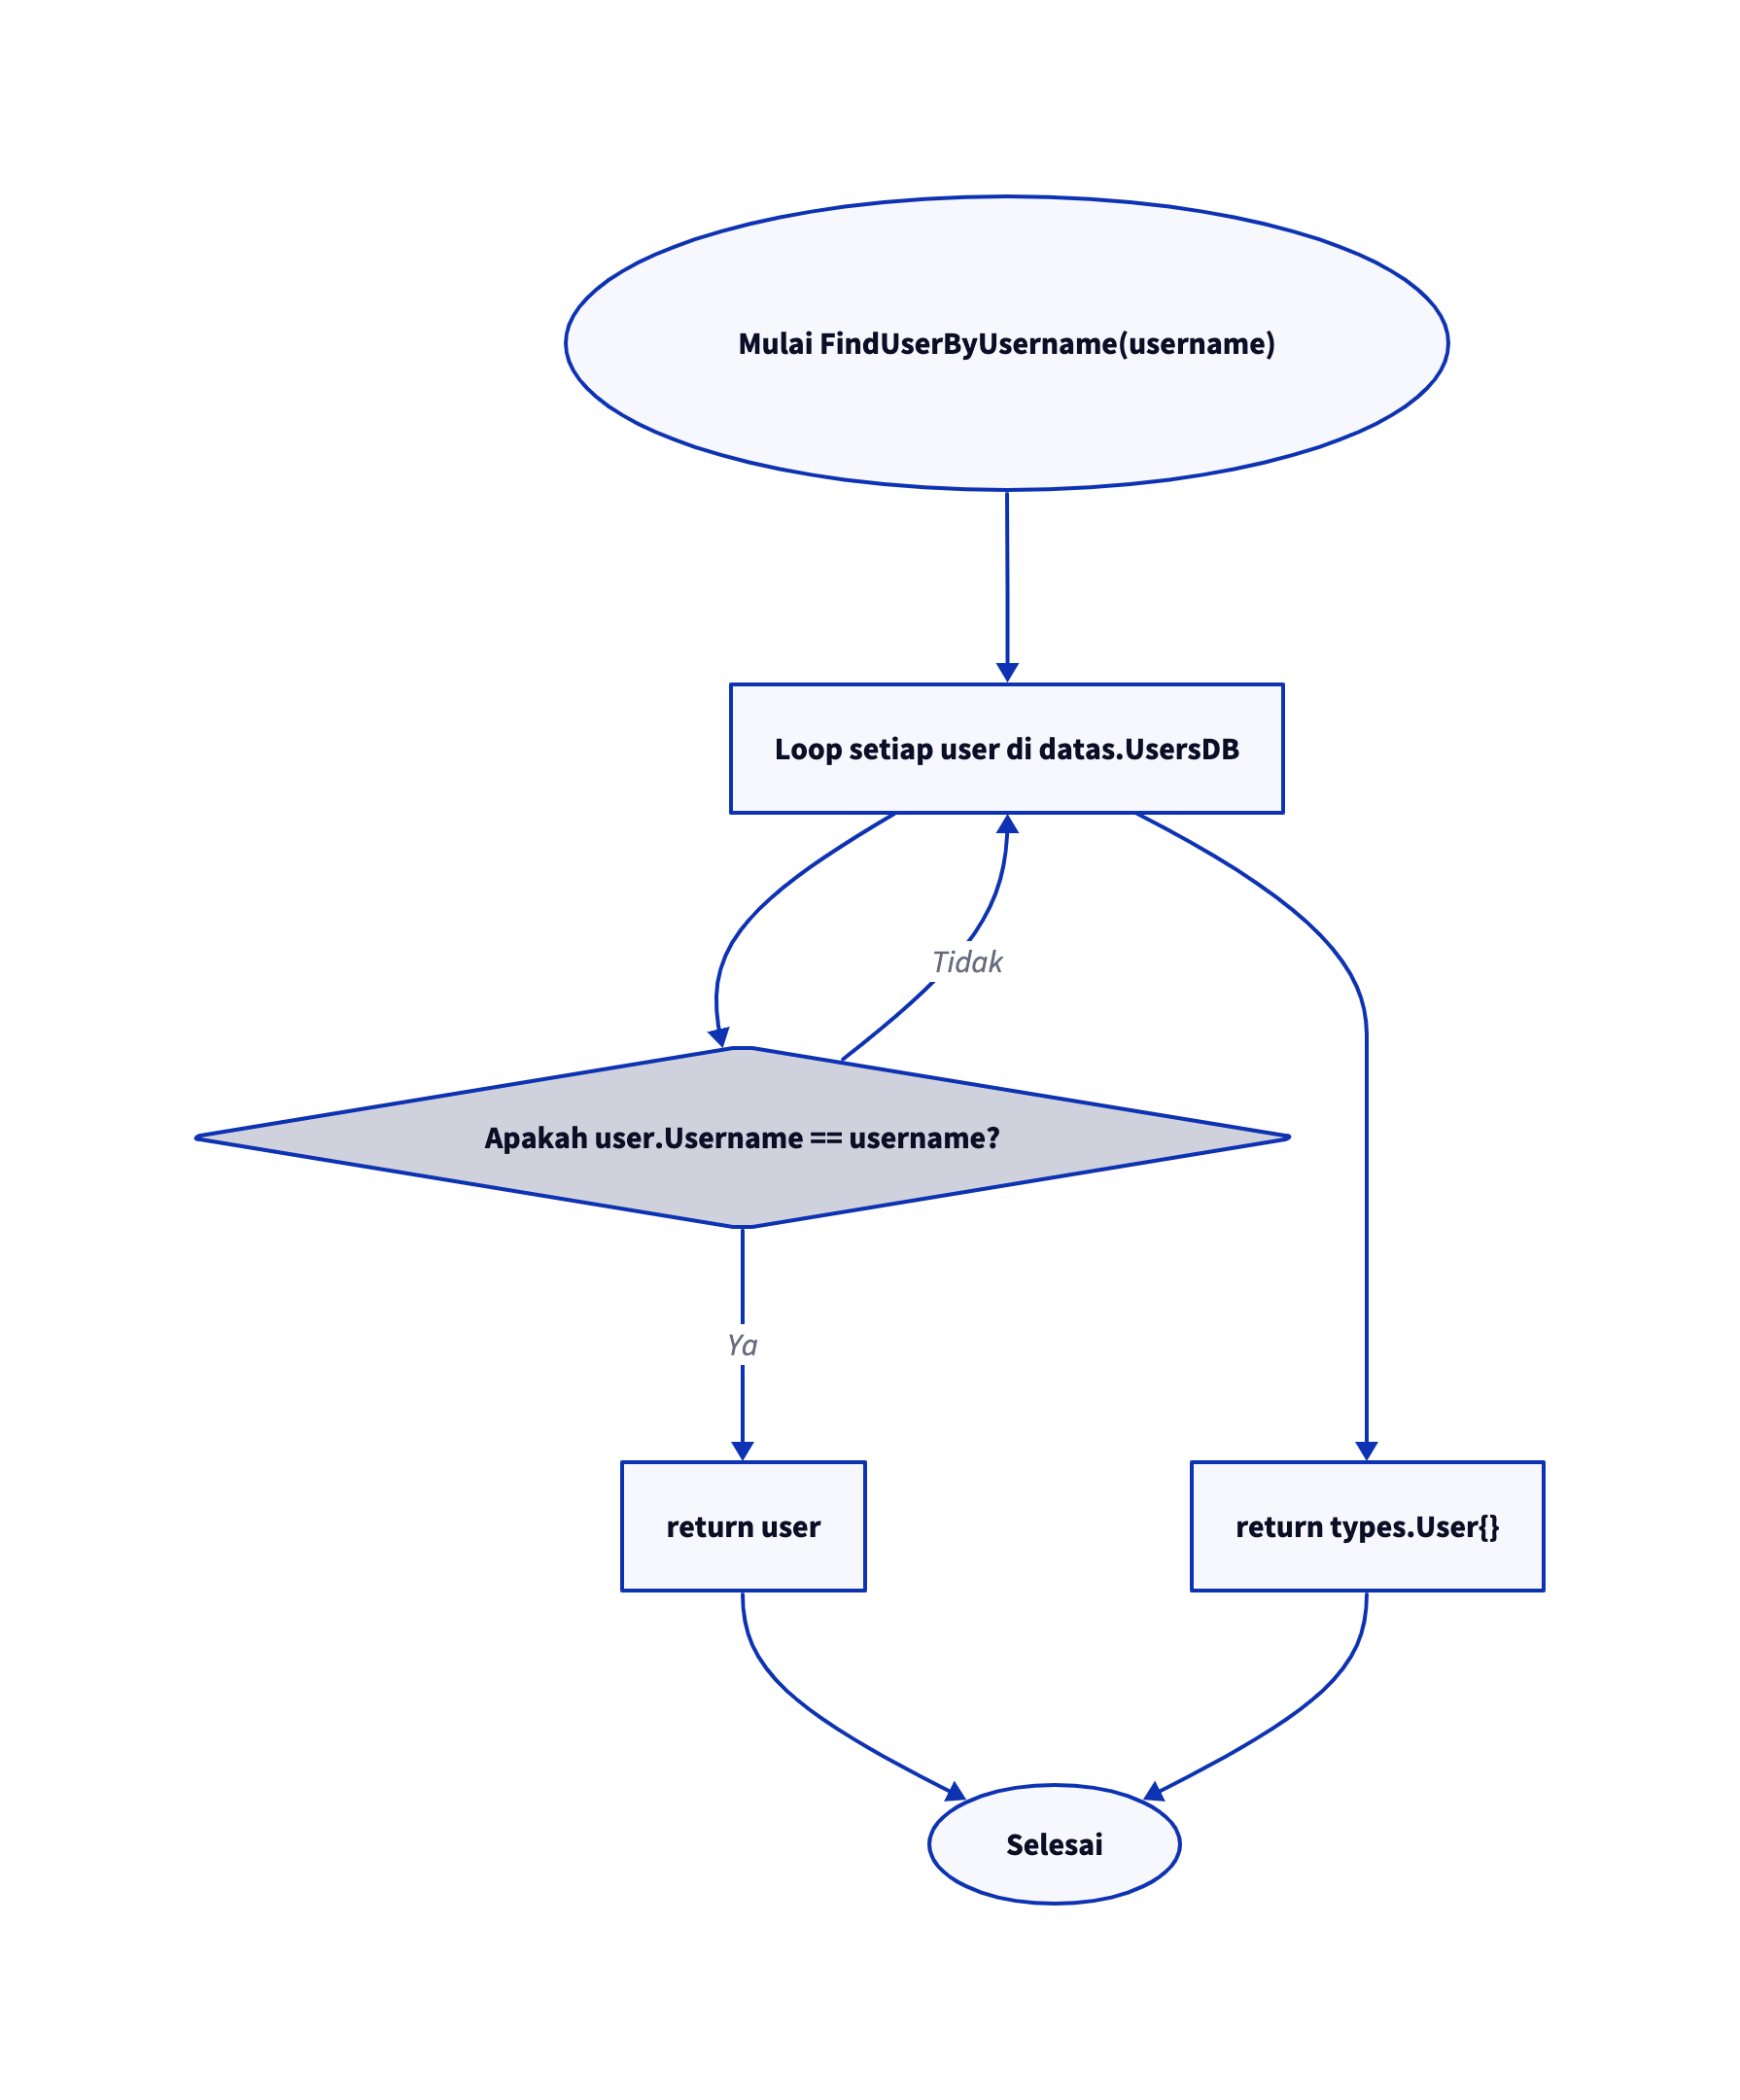 Mulai FindUserByUsername(username)
Loop setiap user di datas.UsersDB
Tidak
Apakah user.Username == username?
Ya
return user
return types.User{}
Selesai